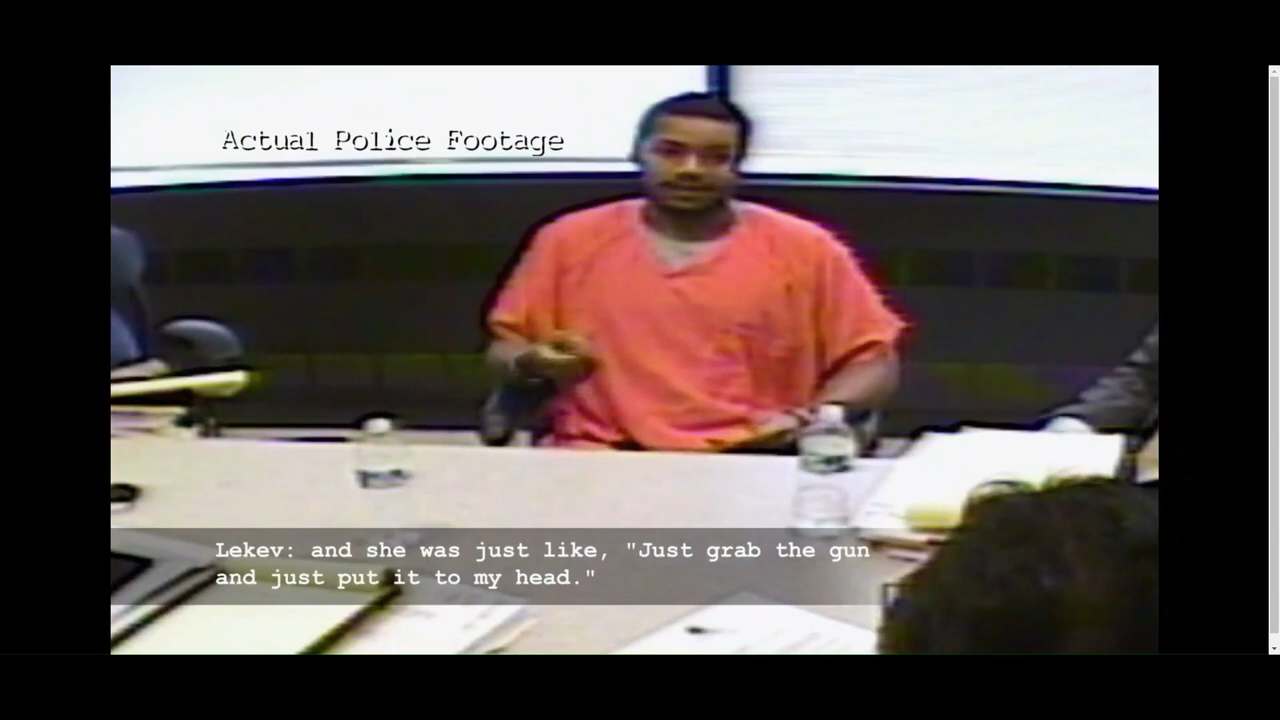 Actual Police Footage
Lekev: and she was just like, "Just grab the gun
and just put it to my head."